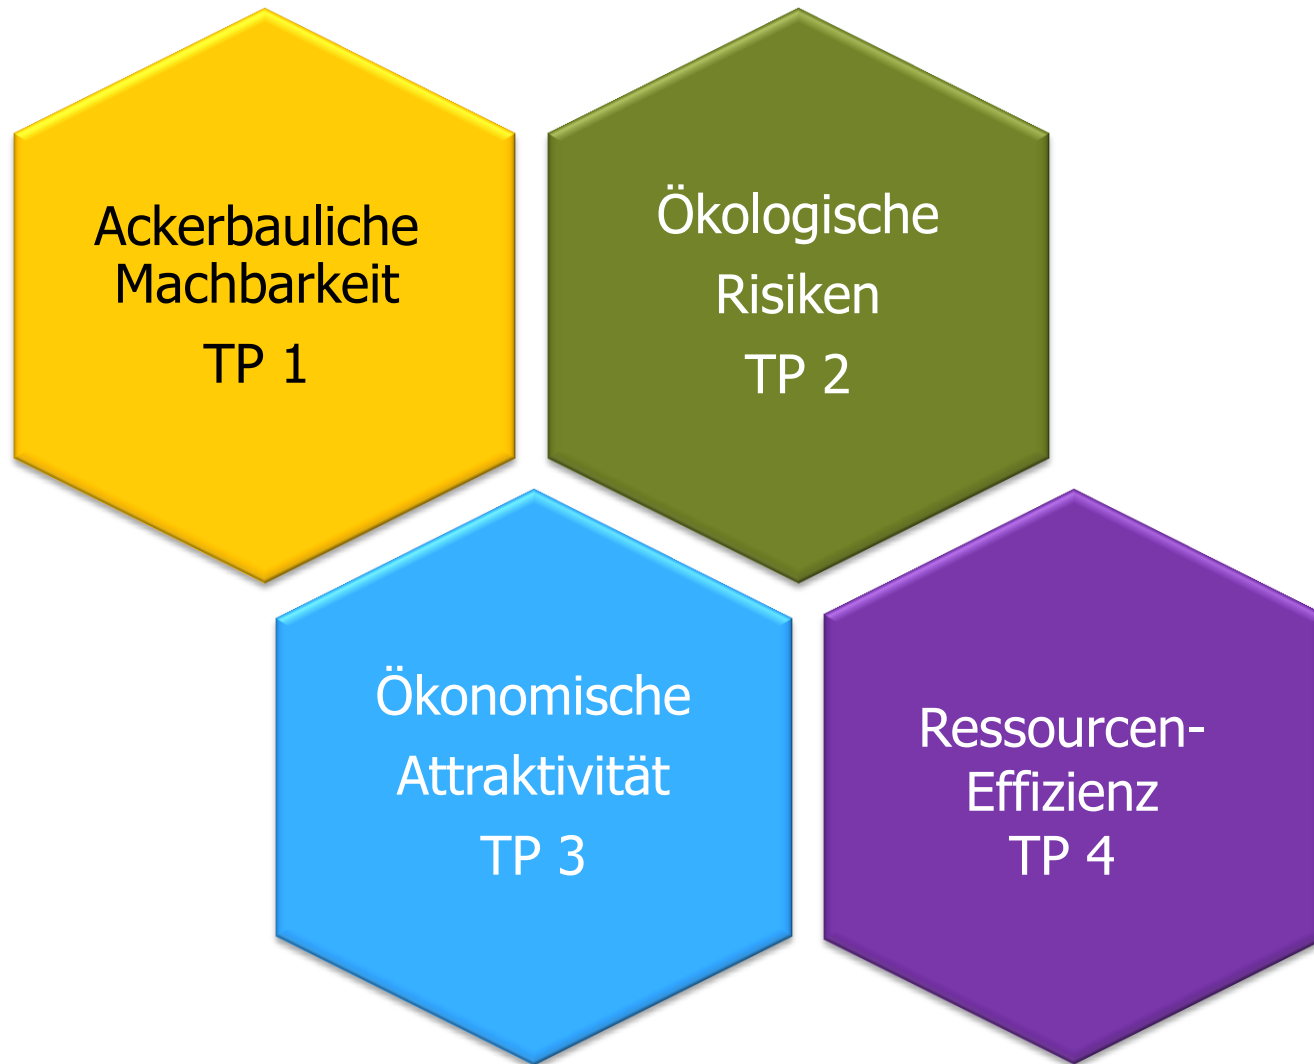 Ackerbauliche
Machbarkeit
TP 1
Ökologische
Risiken
TP 2
Ökonomische
Attraktivität
TP 3
Ressourcen-
Effizienz
TP 4